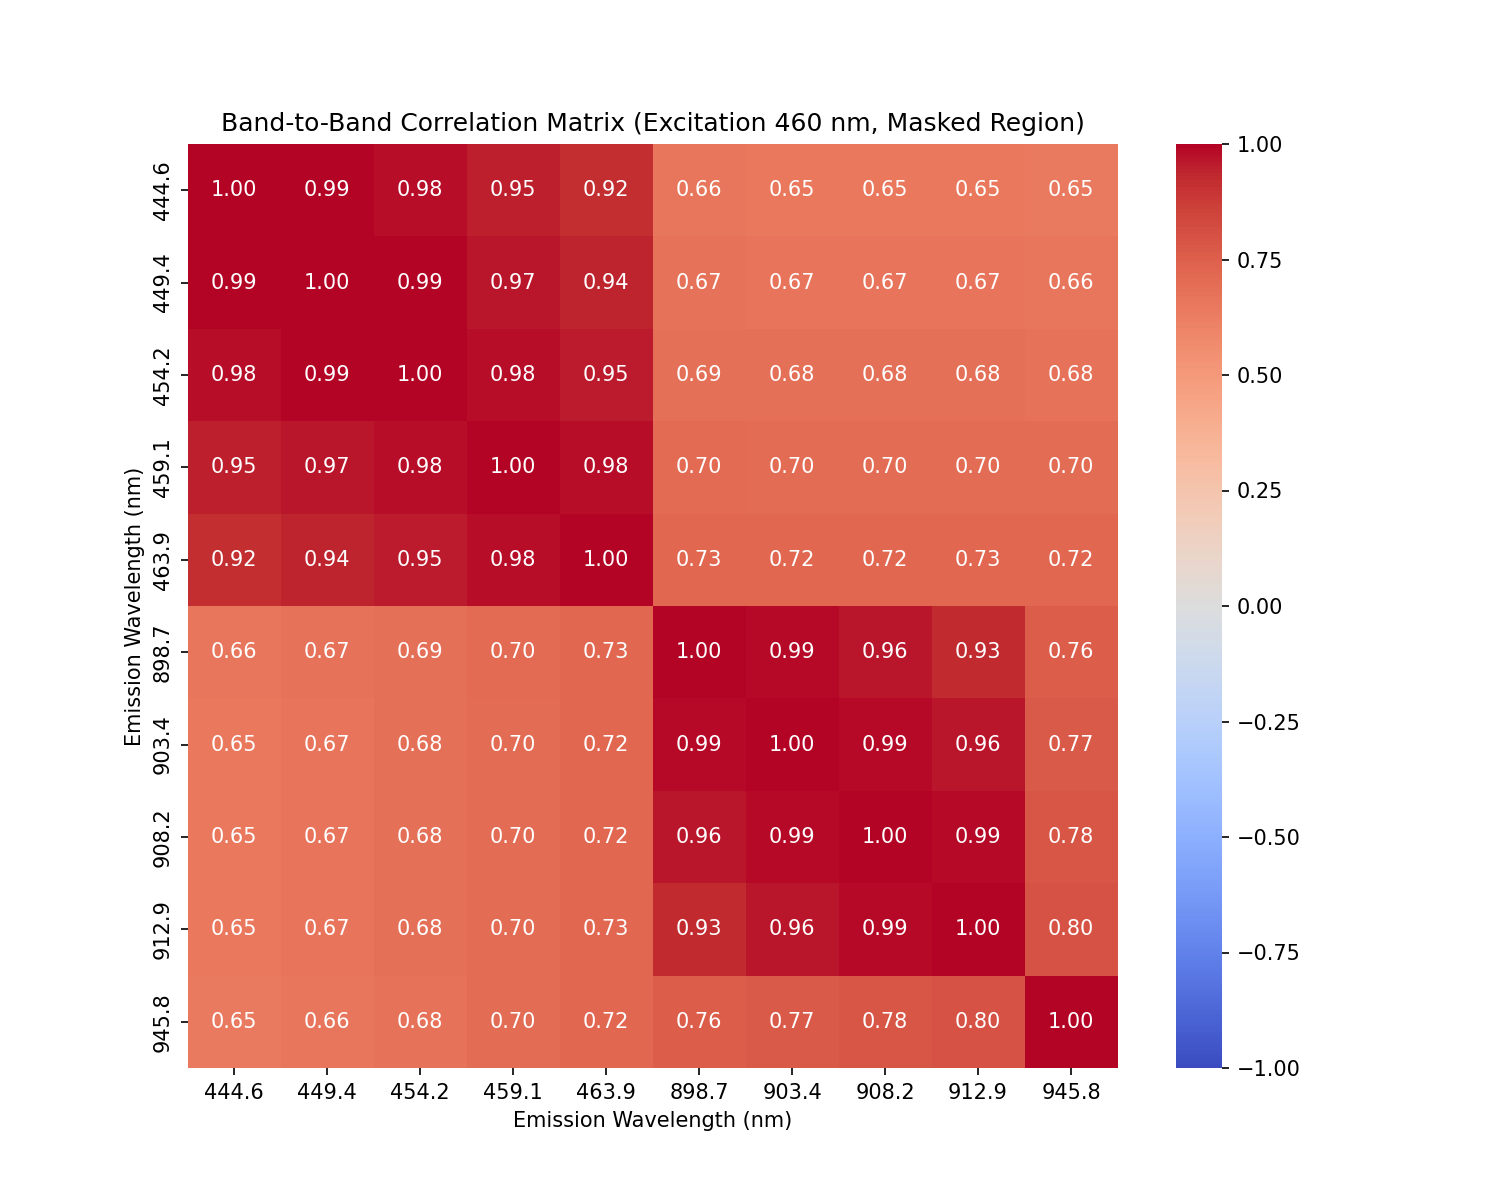 Band-to-Band Correlation Matrix (Excitation 460 nm, Masked Region)
444.6 1.00 0.99 0.98 0.95 0.92 0.66 0.65 0.65 0.65 0.65
449.4 0.99 1.00 0.99 0.97 0.94 0.67 0.67 0.67 0.67 0.66
454.2 0.98 0.99 1.00 0.98 0.95 0.69 0.68 0.68 0.68 0.68
459.1 0.95 0.97 0.98 1.00 0.98 0.70 0.70 0.70 0.70 0.70
463.9 0.92 0.94 0.95 0.98 1.00 0.73 0.72 0.72 0.73 0.72
898.7 0.66 0.67 0.69 0.70 0.73 1.00 0.99 0.96 0.93 0.76
903.4 0.65 0.67 0.68 0.70 0.72 0.99 1.00 0.99 0.96 0.77
908.2 0.65 0.67 0.68 0.70 0.72 0.96 0.99 1.00 0.99 0.78
912.9 0.65 0.67 0.68 0.70 0.73 0.93 0.96 0.99 1.00 0.80
945.8 0.65 0.66 0.68 0.70 0.72 0.76 0.77 0.78 0.80 1.00
444.6 449.4 454.2 459.1 463.9 898.7 903.4 908.2 912.9 945.8
Emission Wavelength (nm)
Emission Wavelength (nm)
1.00
0.75
0.50
0.25
0.00
−0.25
−0.50
−0.75
−1.00